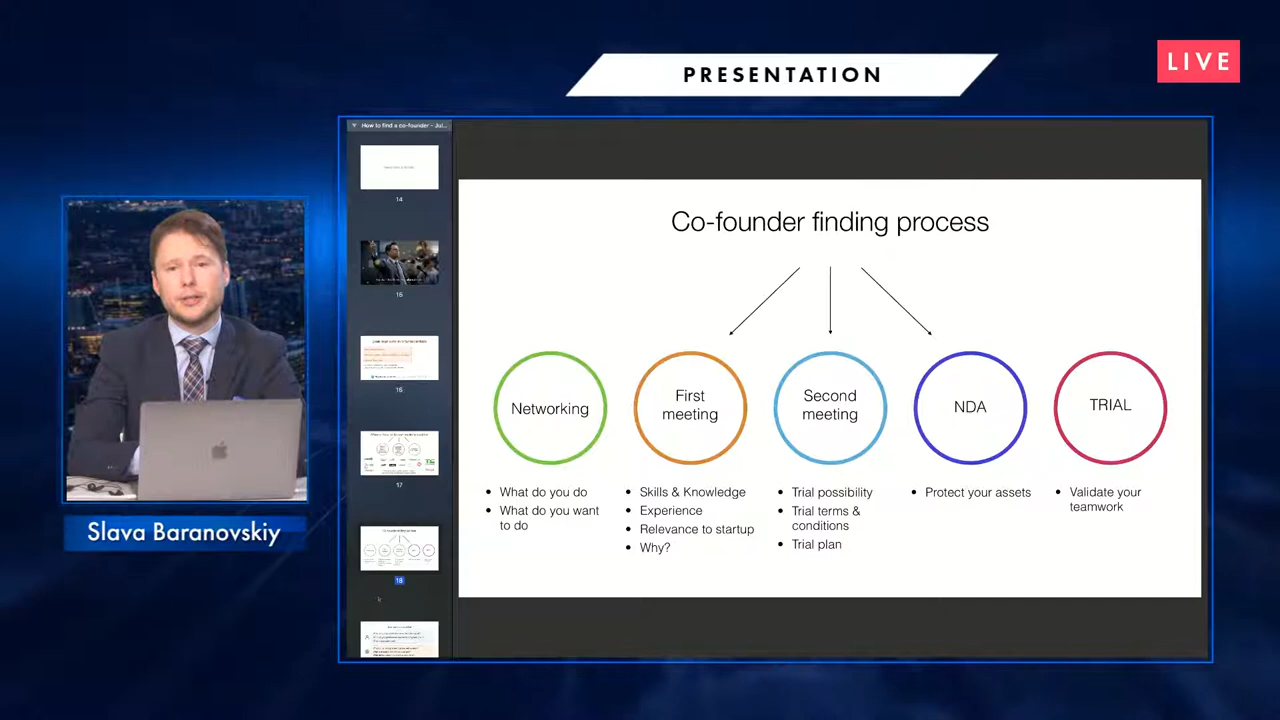 PRESENTATION
LIVE
How to find a co-founder - Jul...
14
15
16
17
18
Co-founder finding process
Networking
First
meeting
Second
meeting
NDA
TRIAL
• What do you do
• What do you want
to do
• Skills & Knowledge
• Experience
• Relevance to startup
• Why?
• Trial possibility
• Trial terms &
conditions
• Trial plan
• Protect your assets
• Validate your
teamwork
Slava Baranovskiy